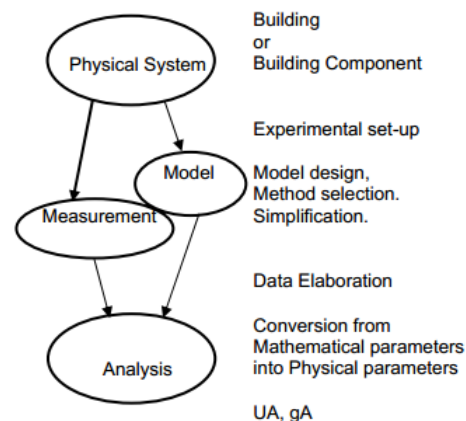 Building
or
Building Component
Physical System
Experimental set-up
Model
Model design,
Method selection.
Simplification.
Measurement
Data Elaboration
Conversion from
Mathematical parameters
into Physical parameters
Analysis
UA, gA